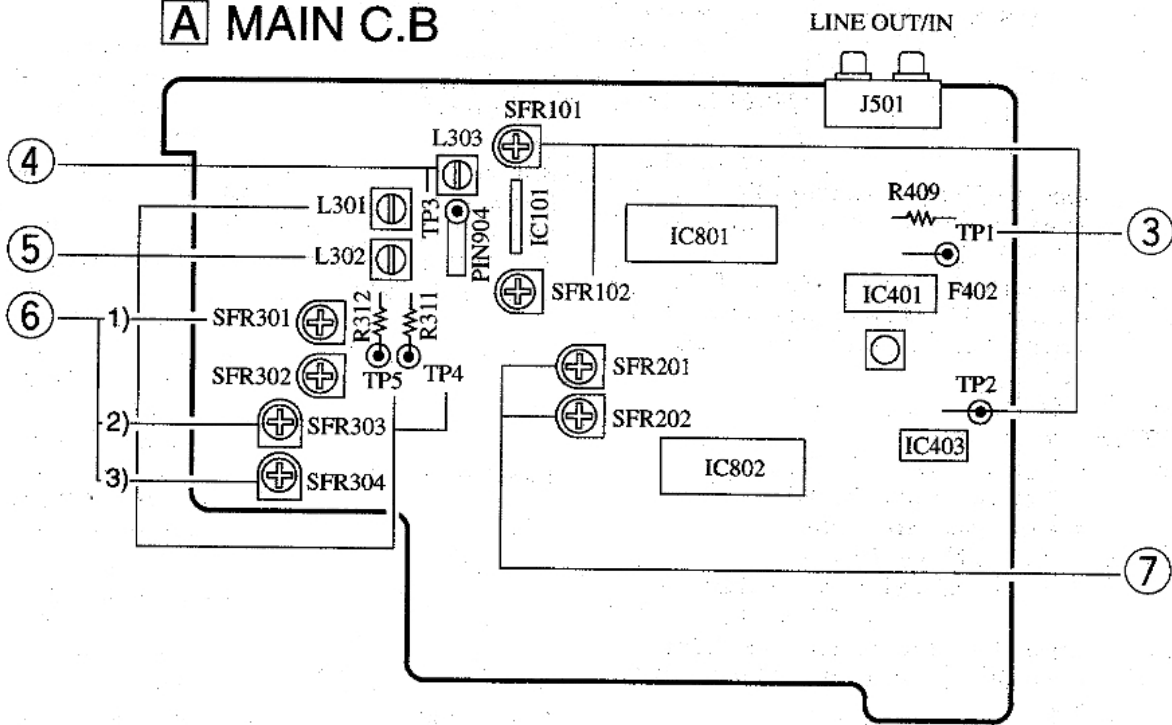 A MAIN C.B
LINE OUT/IN
J501
SFR101
L303
4
R409
L301
TP3
IC101
IC801
TP1
3
PIN904
5
L302
SFR102
IC401
F402
6
1)
SFR301
R312
R311
SFR302
TP5
TP4
SFR201
TP2
2)
SFR303
SFR202
IC403
3)
SFR304
IC802
7